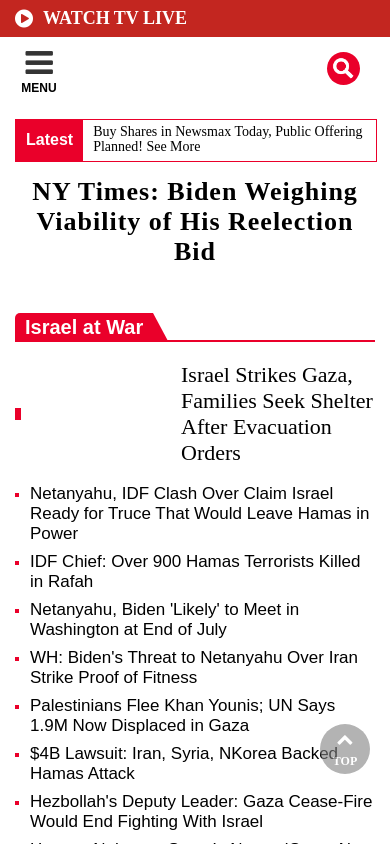 WATCH TV LIVE
MENU
Latest
Buy Shares in Newsmax Today, Public Offering
Planned! See More
NY Times: Biden Weighing
Viability of His Reelection
Bid
Israel at War
Israel Strikes Gaza,
Families Seek Shelter
After Evacuation
Orders
Netanyahu, IDF Clash Over Claim Israel
Ready for Truce That Would Leave Hamas in
Power
IDF Chief: Over 900 Hamas Terrorists Killed
in Rafah
Netanyahu, Biden 'Likely' to Meet in
Washington at End of July
WH: Biden's Threat to Netanyahu Over Iran
Strike Proof of Fitness
Palestinians Flee Khan Younis; UN Says
1.9M Now Displaced in Gaza
$4B Lawsuit: Iran, Syria, NKorea Backed
Hamas Attack
TOP
Hezbollah's Deputy Leader: Gaza Cease-Fire
Would End Fighting With Israel